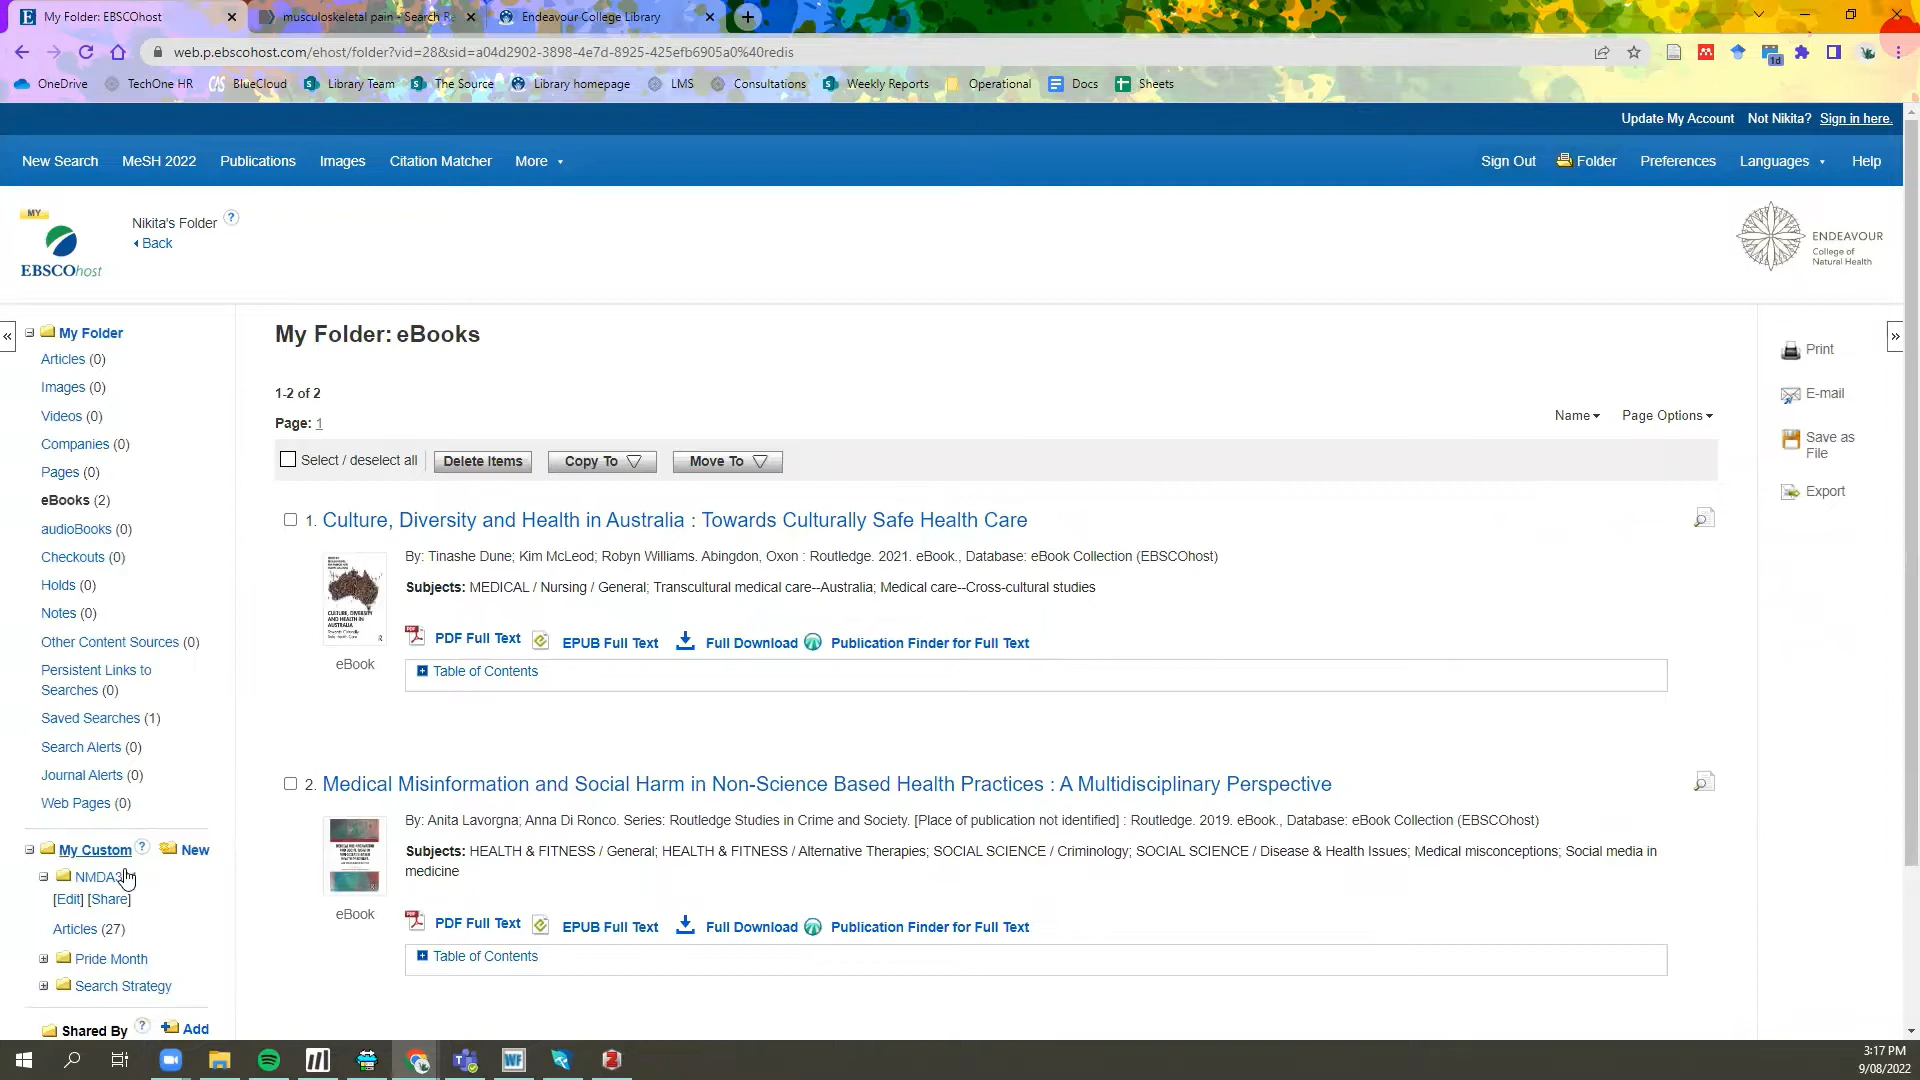 My Folder: EBSCOhost
musculoskeletal pain - Search Re
Endeavour College Library
web.p.ebscohost.com/ehost/folder?vid=28&sid=a04d2902-3898-4e7d-8925-425efb6905a0%40redis
1d
OneDrive
TechOne HR
BlueCloud
Library Team
The Source
Library homepage
LMS
Consultations
Weekly Reports
Operational
Docs
Sheets
Update My Account Not Nikita? Sign in here.
New Search MeSH 2022 Publications Images Citation Matcher More
Sign Out Folder Preferences Languages Help
MY
EBSCOhost
Nikita's Folder ?
Back
ENDEAVOUR
College of
Natural Health
« My Folder
Articles (0)
Images (0)
Videos (0)
Companies (0)
Pages (0)
eBooks (2)
audioBooks (0)
Checkouts (0)
Holds (0)
Notes (0)
Other Content Sources (0)
Persistent Links to
Searches (0)
Saved Searches (1)
Search Alerts (0)
Journal Alerts (0)
Web Pages (0)
My Custom ? New
NMDA3
[Edit] [Share]
Articles (27)
Pride Month
Search Strategy
Shared By ? Add
My Folder: eBooks
1-2 of 2
Page: 1
Name Page Options
Select / deselect all Delete Items Copy To Move To
1. Culture, Diversity and Health in Australia : Towards Culturally Safe Health Care
By: Tinashe Dune; Kim McLeod; Robyn Williams. Abingdon, Oxon : Routledge. 2021. eBook., Database: eBook Collection (EBSCOhost)
Subjects: MEDICAL / Nursing / General; Transcultural medical care--Australia; Medical care--Cross-cultural studies
CULTURE, DIVERSITY
AND HEALTH IN
AUSTRALIA
eBook
PDF Full Text EPUB Full Text Full Download Publication Finder for Full Text
Table of Contents
2. Medical Misinformation and Social Harm in Non-Science Based Health Practices : A Multidisciplinary Perspective
By: Anita Lavorgna; Anna Di Ronco. Series: Routledge Studies in Crime and Society. [Place of publication not identified] : Routledge. 2019. eBook., Database: eBook Collection (EBSCOhost)
Subjects: HEALTH & FITNESS / General; HEALTH & FITNESS / Alternative Therapies; SOCIAL SCIENCE / Criminology; SOCIAL SCIENCE / Disease & Health Issues; Medical misconceptions; Social media in
medicine
eBook
PDF Full Text EPUB Full Text Full Download Publication Finder for Full Text
Table of Contents
»
Print
E-mail
Save as
File
Export
3:17 PM
9/08/2022